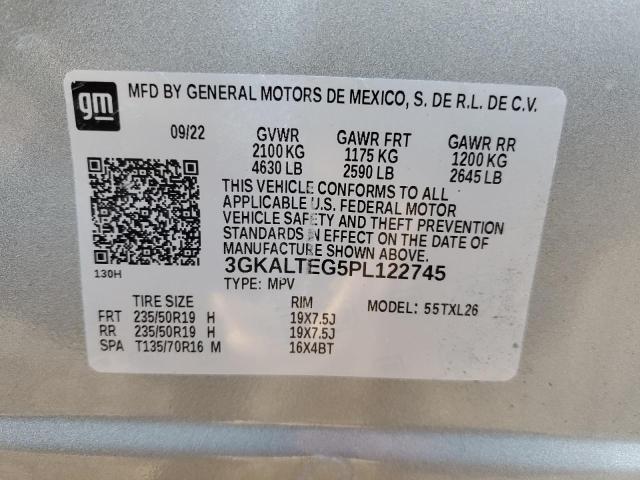 gm
MFD BY GENERAL MOTORS DE MEXICO, S. DE R.L. DE C.V.
09/22 GVWR GAWR FRT GAWR RR
2100 KG 1175 KG 1200 KG
4630 LB 2590 LB 2645 LB
THIS VEHICLE CONFORMS TO ALL
APPLICABLE U.S. FEDERAL MOTOR
VEHICLE SAFETY AND THEFT PREVENTION
STANDARDS IN EFFECT ON THE DATE OF
MANUFACTURE SHOWN ABOVE.
130H 3GKALTEG5PL122745
TYPE: MPV
TIRE SIZE RIM MODEL: 55TXL26
FRT 235/50R19 H 19X7.5J
RR 235/50R19 H 19X7.5J
SPA T135/70R16 M 16X4BT